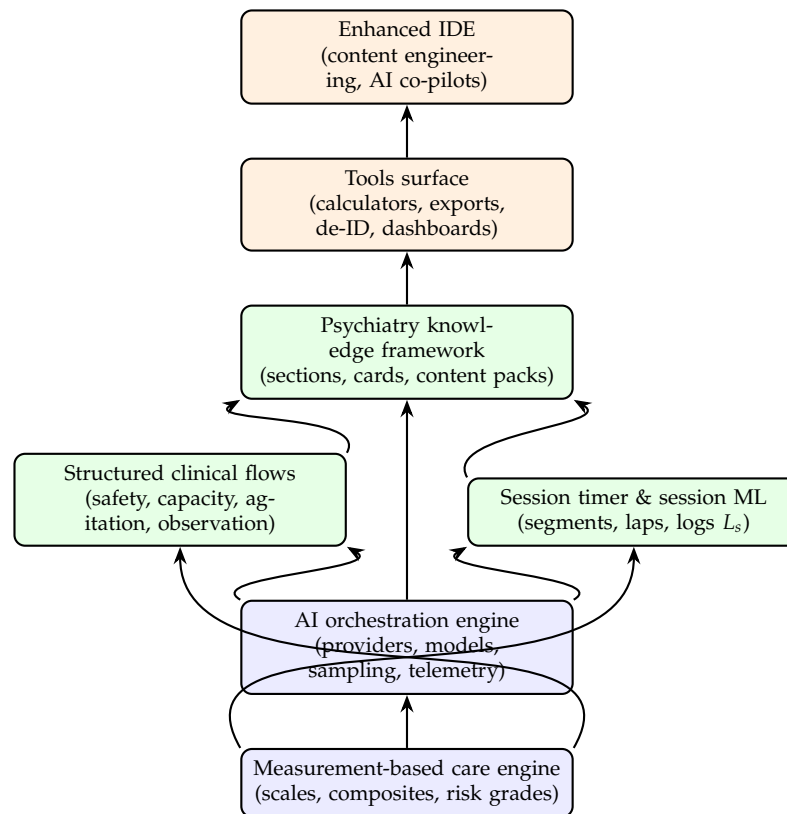 Enhanced IDE
(content engineer-
ing, AI co-pilots)
Tools surface
(calculators, exports,
de-ID, dashboards)
Psychiatry knowl-
edge framework
(sections, cards, content packs)
Structured clinical flows
(safety, capacity, ag-
itation, observation)
Session timer & session ML
(segments, laps, logs Lₛ)
AI orchestration engine
(providers, models,
sampling, telemetry)
Measurement-based care engine
(scales, composites, risk grades)